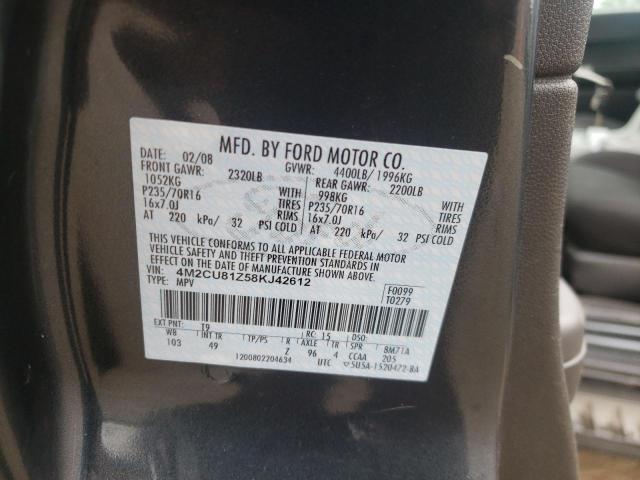 MFD. BY FORD MOTOR CO.
DATE: 02/08 GVWR: 4400LB/1996KG
FRONT GAWR: 2320LB REAR GAWR: 2200LB
1052KG WITH 998KG WITH
P235/70R16 TIRES P235/70R16 TIRES
16x7.0J RIMS 16x7.0J RIMS
AT 220 kPa/ 32 PSI COLD AT 220 kPa/ 32 PSI COLD
THIS VEHICLE CONFORMS TO ALL APPLICABLE FEDERAL MOTOR
VEHICLE SAFETY AND THEFT PREVENTION STANDARDS IN
EFFECT ON THE DATE OF MANUFACTURE SHOWN ABOVE.
VIN: 4M2CU81Z58KJ42612 F0099
TYPE: MPV T0279
EXT PNT: T9 RC: 15 DSO:
WB INT TR TP/PS R AXLE TR SPR 8M71A
103 49 Z 96 4 CCAA 205
1200802204634 UTC 5U5A-1520472-BA